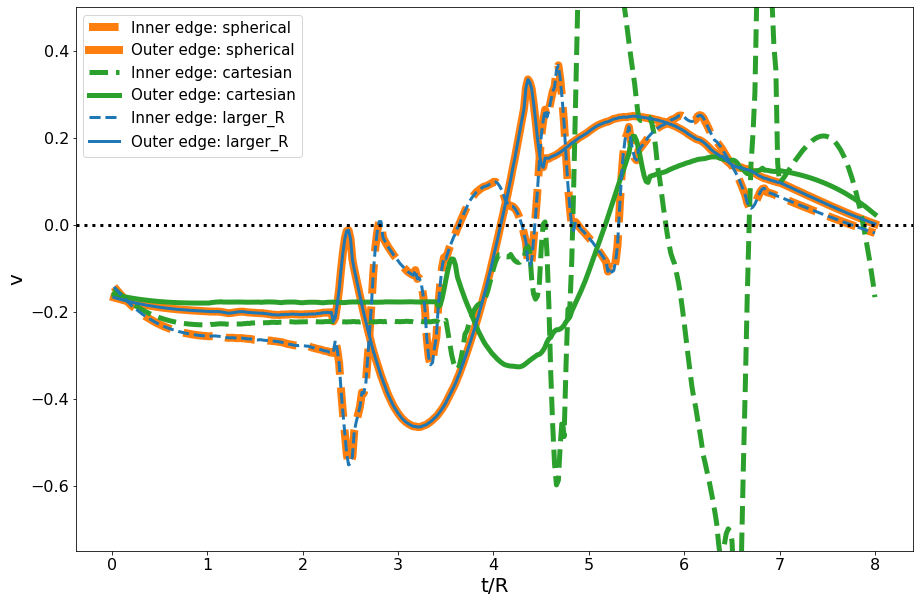 Inner edge: spherical
Outer edge: spherical
Inner edge: cartesian
Outer edge: cartesian
Inner edge: larger_R
Outer edge: larger_R
0.4
0.2
0.0
−0.2
−0.4
−0.6
v
0 1 2 3 4 5 6 7 8
t/R